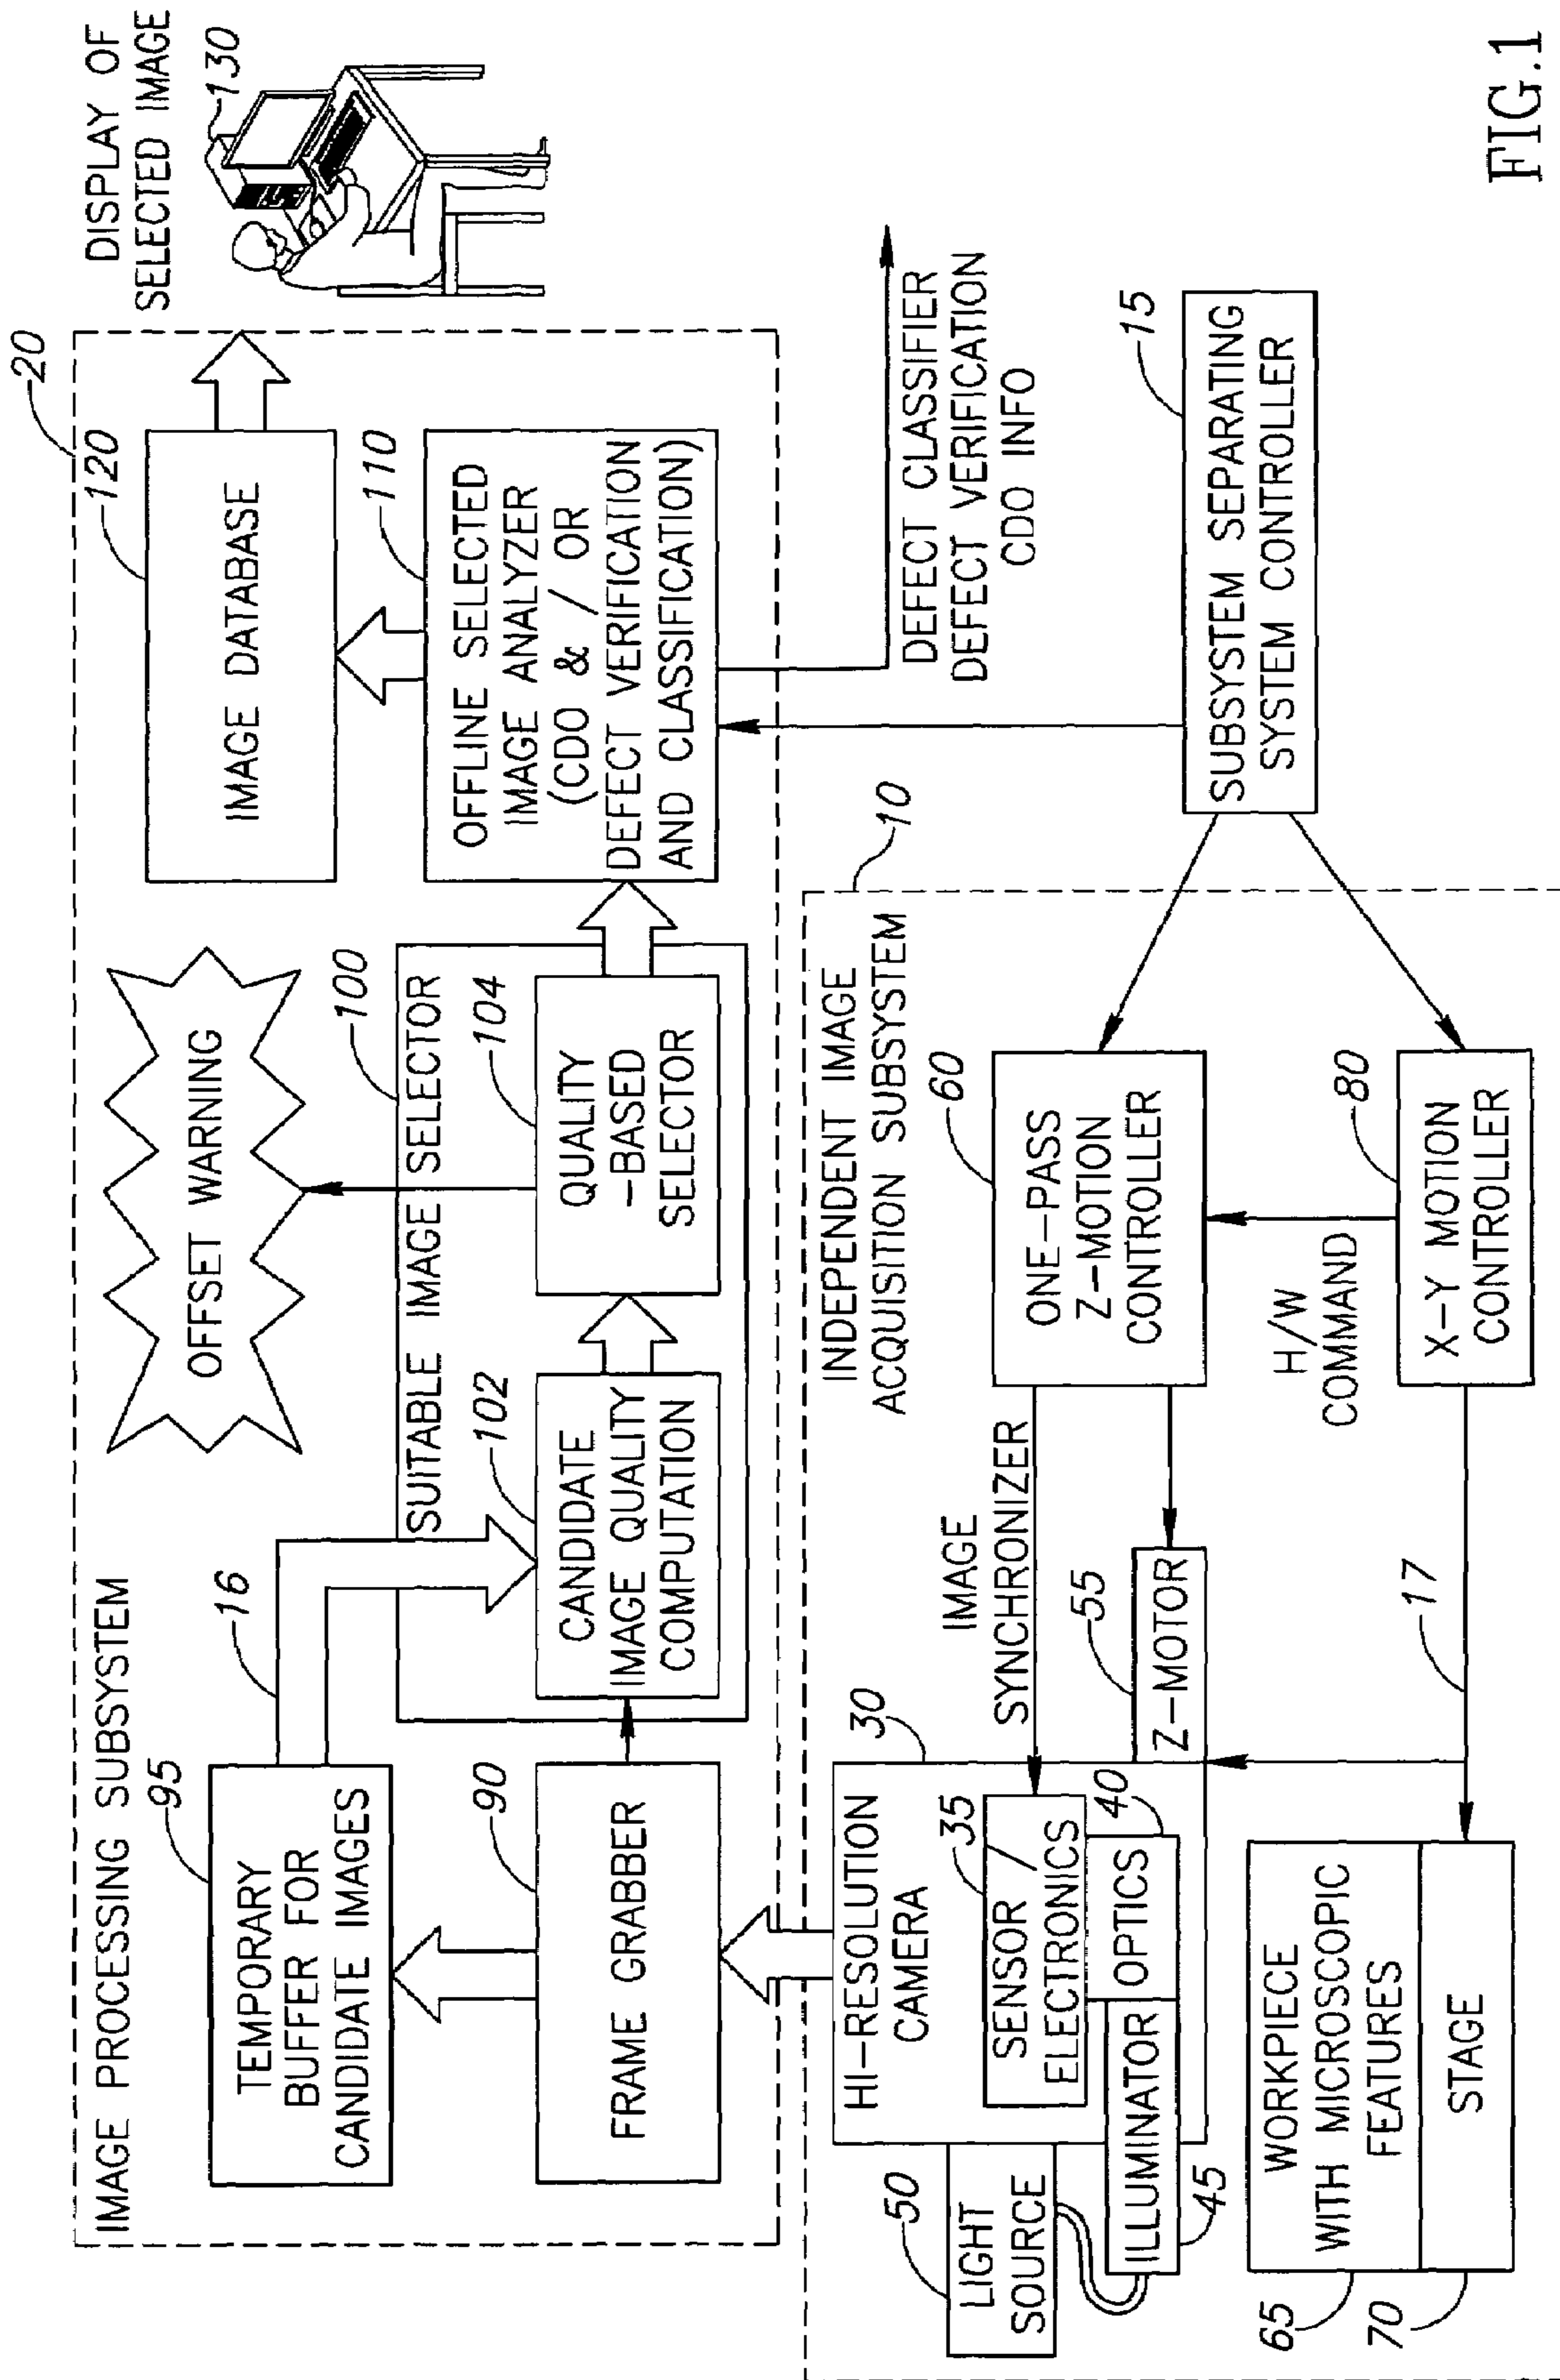 IMAGE PROCESSING SUBSYSTEM
20
DISPLAY OF
SELECTED IMAGE
130
95
TEMPORARY
BUFFER FOR
CANDIDATE IMAGES
16
OFFSET WARNING
120
IMAGE DATABASE
SUITABLE IMAGE SELECTOR
100
90
FRAME GRABBER
102
CANDIDATE
IMAGE QUALITY
COMPUTATION
104
QUALITY
-BASED
SELECTOR
110
OFFLINE SELECTED
IMAGE ANALYZER
(CDO & / OR
DEFECT VERIFICATION
AND CLASSIFICATION)
DEFECT CLASSIFIER
DEFECT VERIFICATION
CDO INFO
INDEPENDENT IMAGE
ACQUISITION SUBSYSTEM
10
HI-RESOLUTION
CAMERA
30
50
LIGHT
SOURCE
35
SENSOR /
ELECTRONICS
40
OPTICS
ILLUMINATOR
45
IMAGE
SYNCHRONIZER
55
Z-MOTOR
60
ONE-PASS
Z-MOTION
CONTROLLER
H/W
COMMAND
15
SUBSYSTEM SEPARATING
SYSTEM CONTROLLER
65
WORKPIECE
WITH MICROSCOPIC
FEATURES
70
STAGE
17
80
X-Y MOTION
CONTROLLER
FIG.1